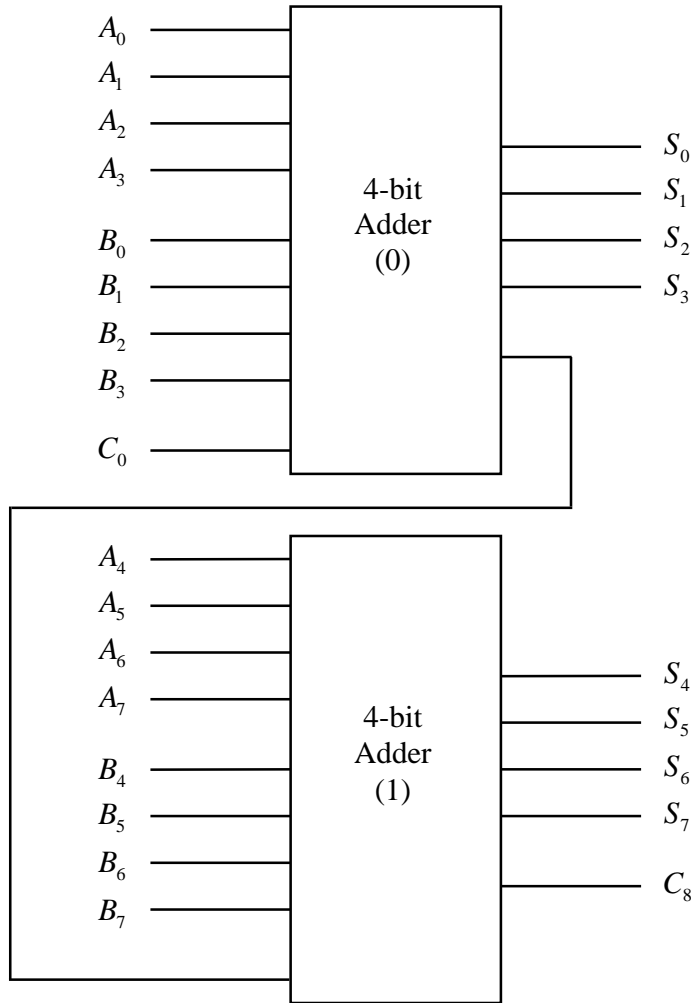 A₀
A₁
A₂
A₃
B₀
B₁
B₂
B₃
C₀
4-bit
Adder
(0)
S₀
S₁
S₂
S₃
A₄
A₅
A₆
A₇
B₄
B₅
B₆
B₇
4-bit
Adder
(1)
S₄
S₅
S₆
S₇
C₈